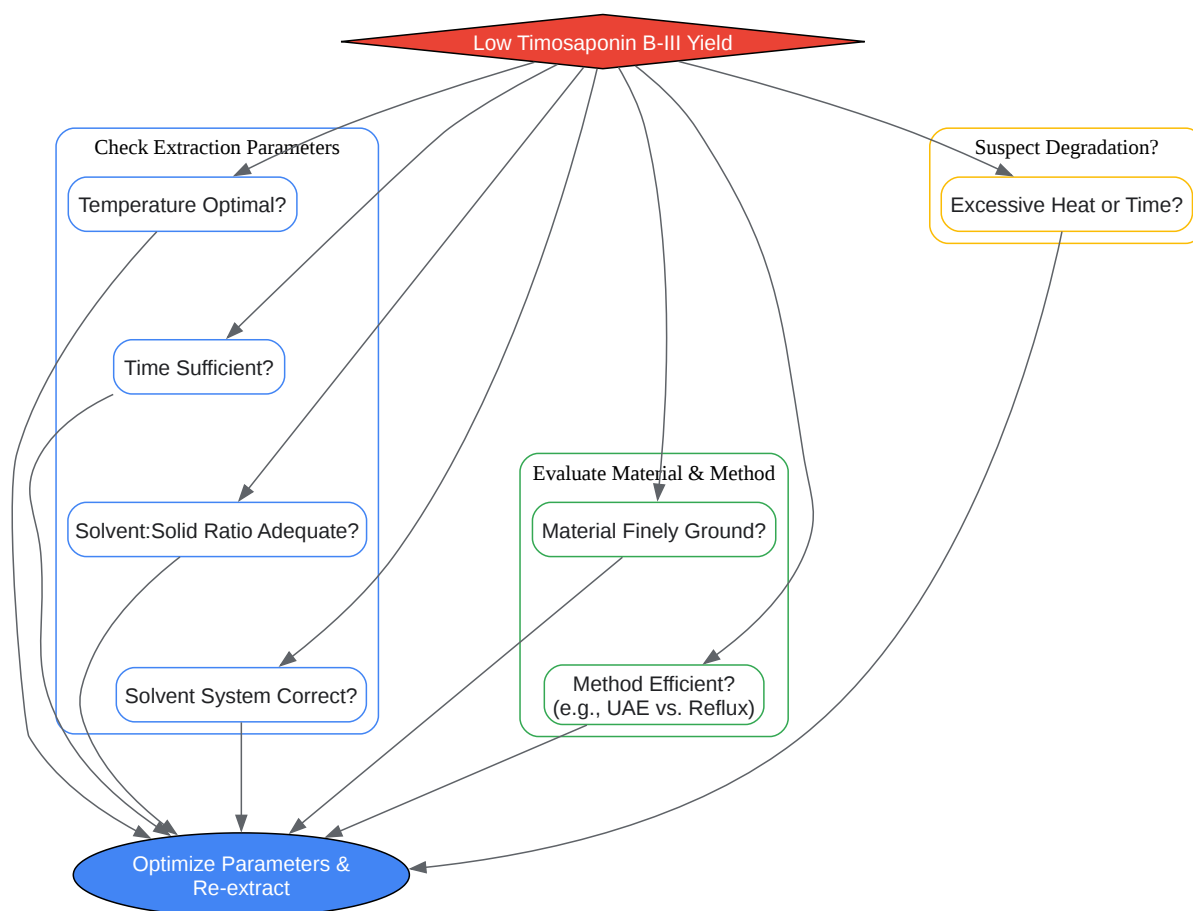 Low Timosaponin B-III Yield
Check Extraction Parameters
Temperature Optimal?
Time Sufficient?
Solvent:Solid Ratio Adequate?
Solvent System Correct?
Evaluate Material & Method
Material Finely Ground?
Method Efficient?
(e.g., UAE vs. Reflux)
Suspect Degradation?
Excessive Heat or Time?
Optimize Parameters &
Re-extract